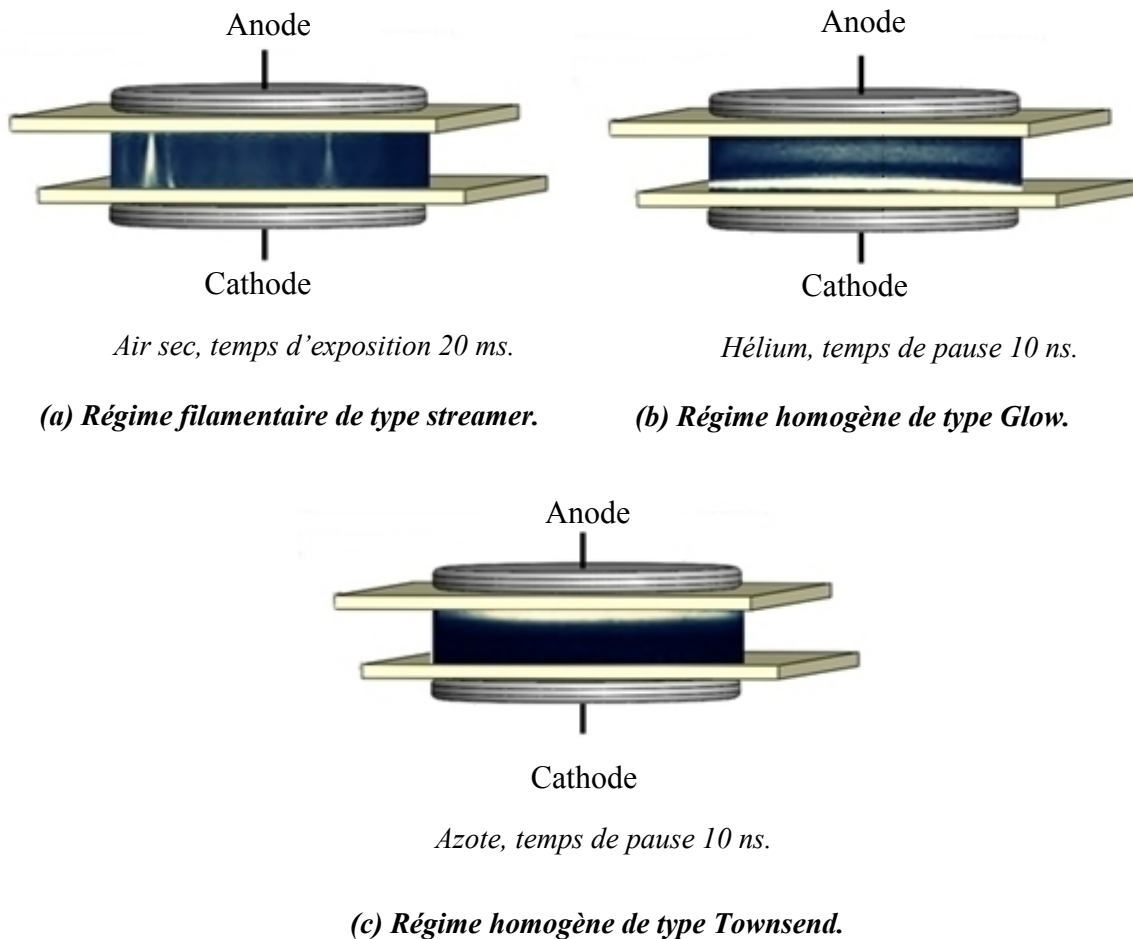 Anode
Cathode
Air sec, temps d’exposition 20 ms.
(a) Régime filamentaire de type streamer.
Anode
Cathode
Hélium, temps de pause 10 ns.
(b) Régime homogène de type Glow.
Anode
Cathode
Azote, temps de pause 10 ns.
(c) Régime homogène de type Townsend.